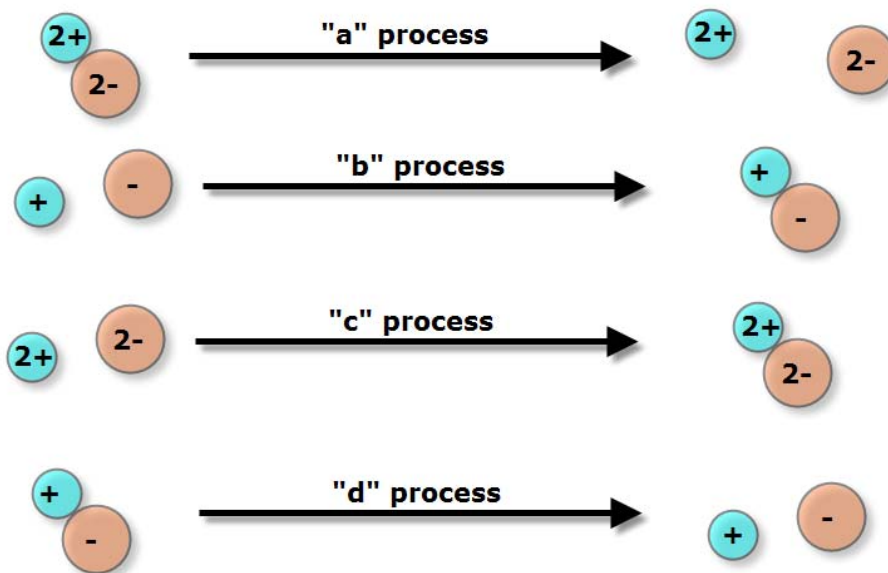 2+ "a" process 2+
2- 2-
"b" process
+ - + -
"c" process
2+ 2- 2+ 2-
"d" process
+ - + -